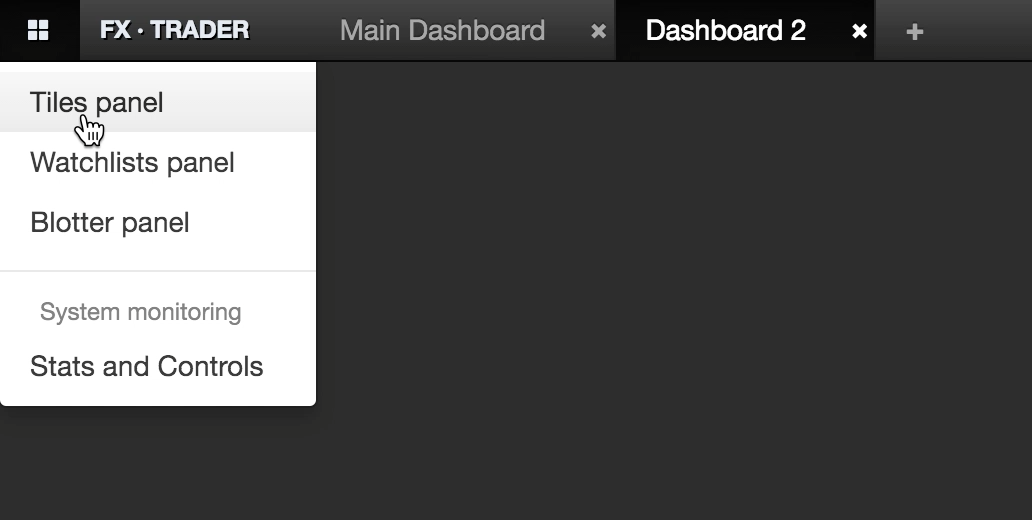 FX · TRADER
Main Dashboard
Dashboard 2
Tiles panel
Watchlists panel
Blotter panel
System monitoring
Stats and Controls